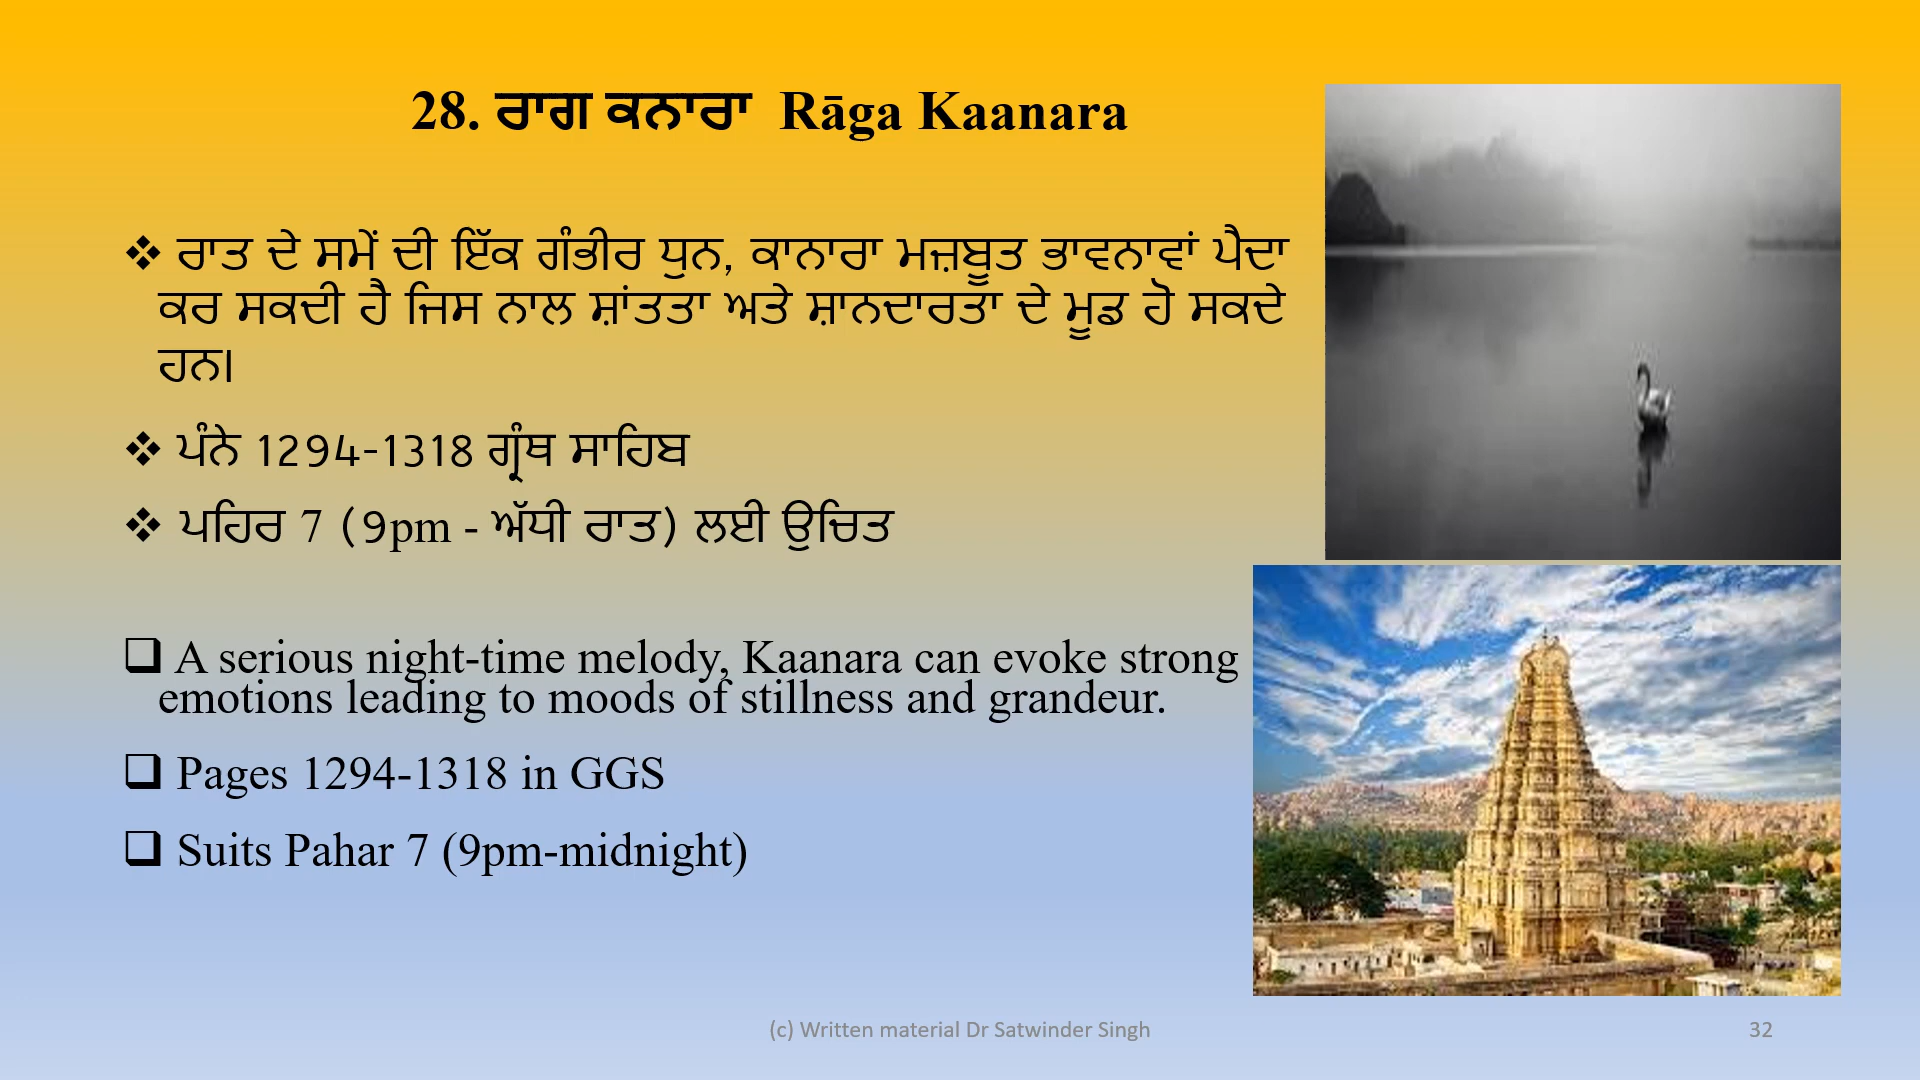 28. ਰਾਗ ਕਨਾਰਾ Rāga Kaanara
❖ ਰਾਤ ਦੇ ਸਮੇਂ ਦੀ ਇੱਕ ਗੰਭੀਰ ਧੁਨ, ਕਾਨਾਰਾ ਮਜ਼ਬੂਤ ਭਾਵਨਾਵਾਂ ਪੈਦਾ
ਕਰ ਸਕਦੀ ਹੈ ਜਿਸ ਨਾਲ ਸ਼ਾਂਤਤਾ ਅਤੇ ਸ਼ਾਨਦਾਰਤਾ ਦੇ ਮੂਡ ਹੋ ਸਕਦੇ
ਹਨ।
❖ ਪੰਨੇ 1294-1318 ਗ੍ਰੰਥ ਸਾਹਿਬ
❖ ਪਹਿਰ 7 (9pm - ਅੱਧੀ ਰਾਤ) ਲਈ ਉਚਿਤ
❑ A serious night-time melody, Kaanara can evoke strong
emotions leading to moods of stillness and grandeur.
❑ Pages 1294-1318 in GGS
❑ Suits Pahar 7 (9pm-midnight)
(c) Written material Dr Satwinder Singh
32